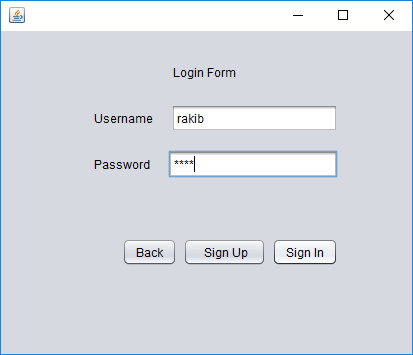 Login Form
Username rakib
Password ****
Back Sign Up Sign In